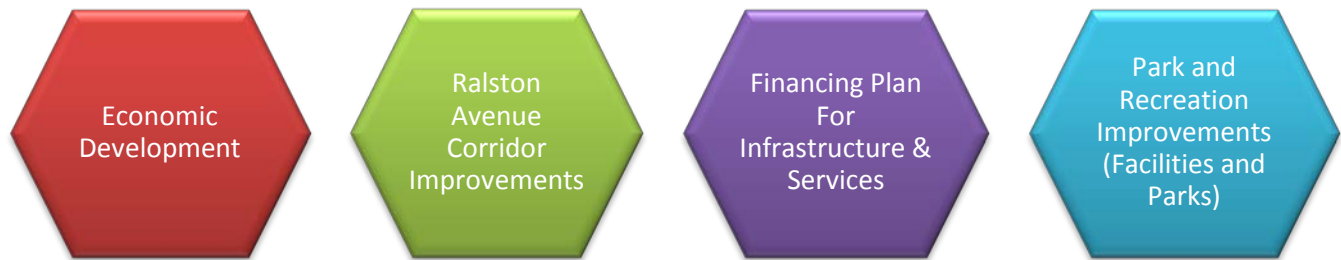 Economic
Development
Ralston
Avenue
Corridor
Improvements
Financing Plan
For
Infrastructure &
Services
Park and
Recreation
Improvements
(Facilities and
Parks)